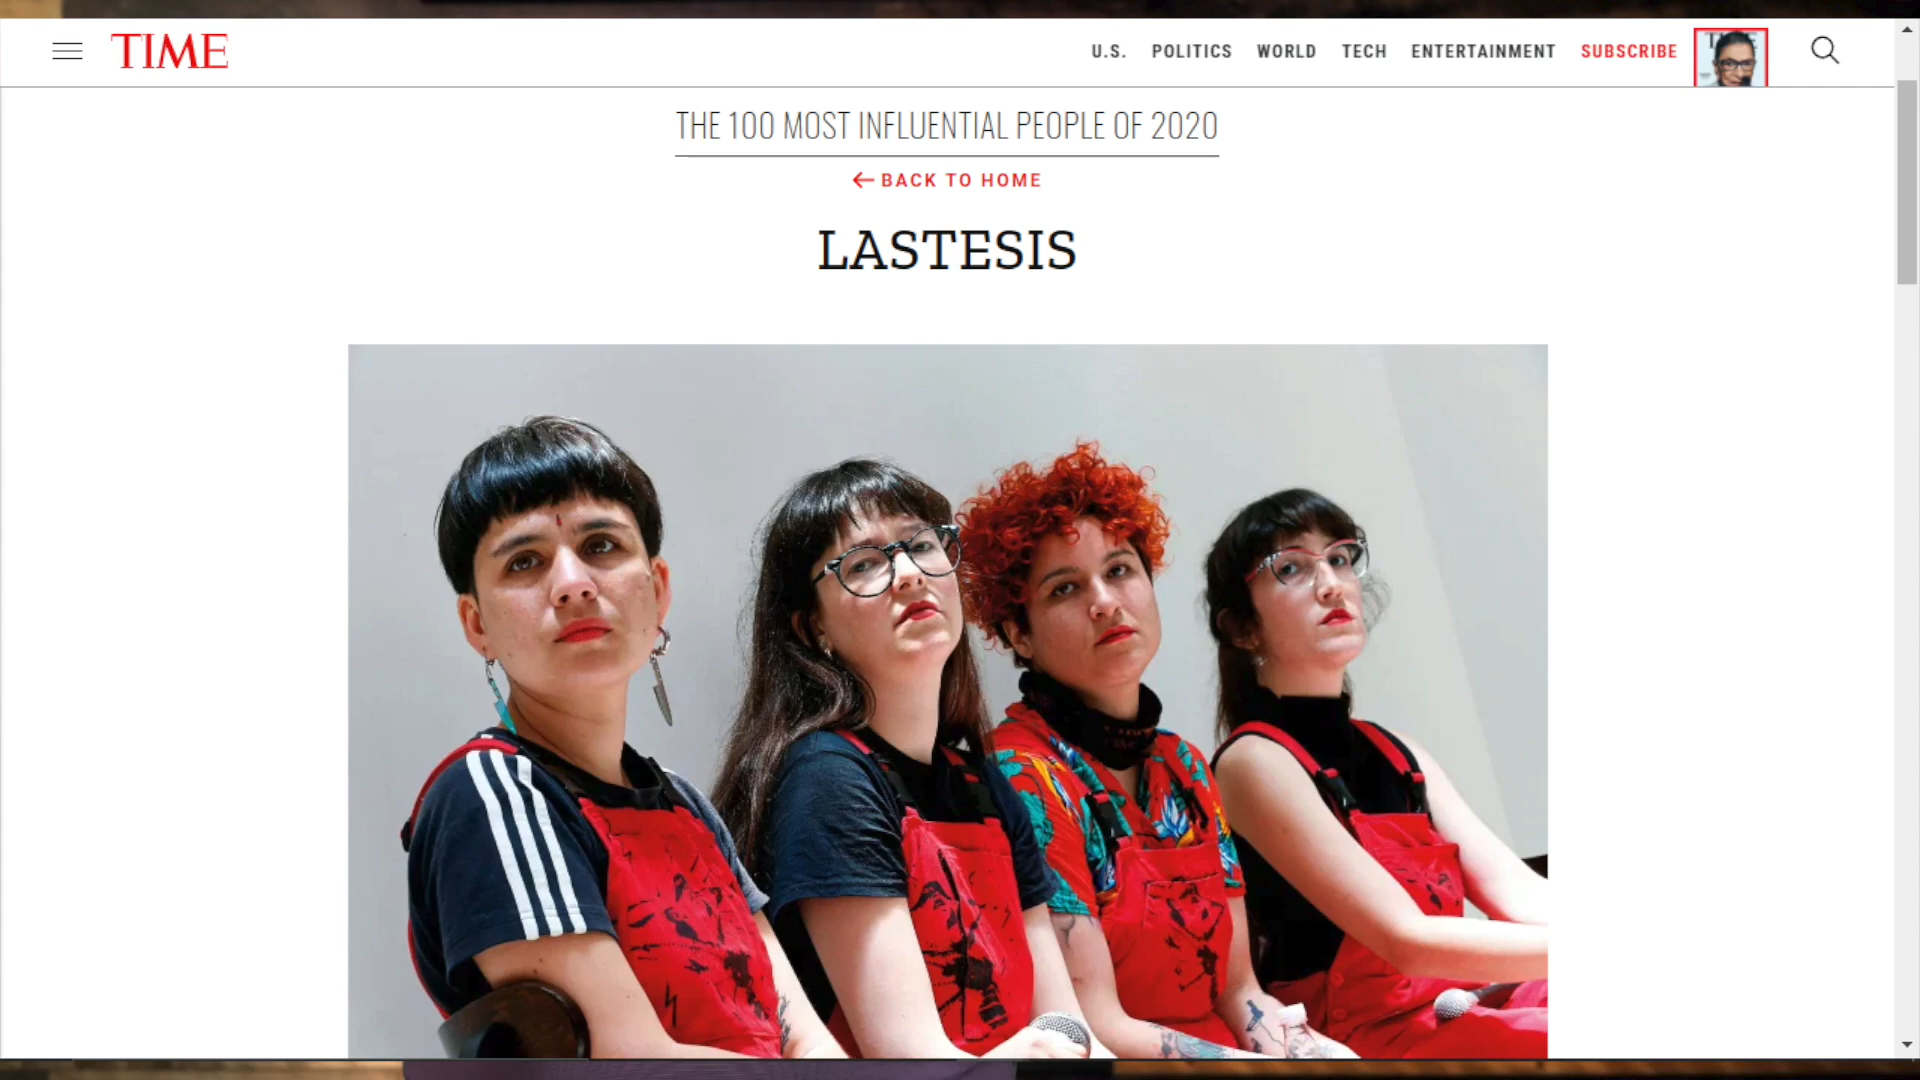 TIME
U.S. POLITICS WORLD TECH ENTERTAINMENT SUBSCRIBE
THE 100 MOST INFLUENTIAL PEOPLE OF 2020
BACK TO HOME
LASTESIS